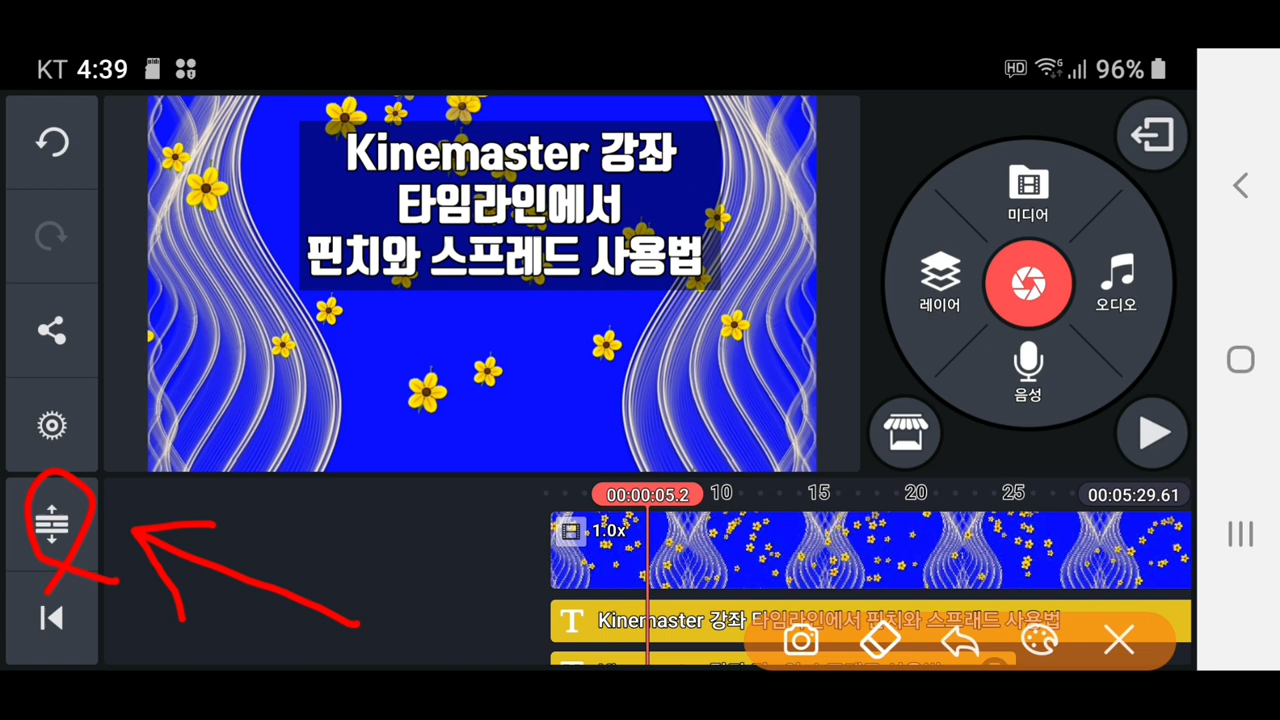 KT 4:39
HD
96%
Kinemaster 강좌
타임라인에서
핀치와 스프레드 사용법
미디어
레이어
오디오
음성
00:00:05.2
10
15
20
25
00:05:29.61
1.0x
T Kinemaster 강좌 타임라인에서 핀치와 스프레드 사용법